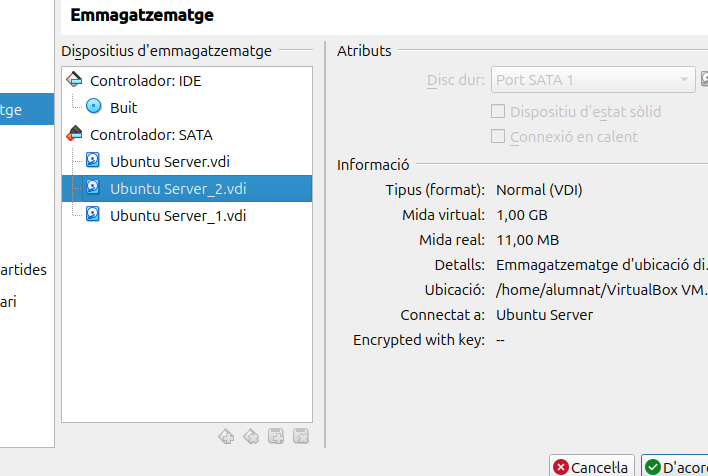 Emmagatzematge
Dispositius d'emmagatzematge
Controlador: IDE
Buit
Controlador: SATA
Ubuntu Server.vdi
Ubuntu Server_2.vdi
Ubuntu Server_1.vdi
tge
artides
ari
Atributs
Disc dur: Port SATA 1
Dispositiu d'estat sòlid
Connexió en calent
Informació
Tipus (format): Normal (VDI)
Mida virtual: 1,00 GB
Mida real: 11,00 MB
Detalls: Emmagatzematge d'ubicació di...
Ubicació: /home/alumnat/VirtualBox VM...
Connectat a: Ubuntu Server
Encrypted with key: --
Cancel·la
D'acor